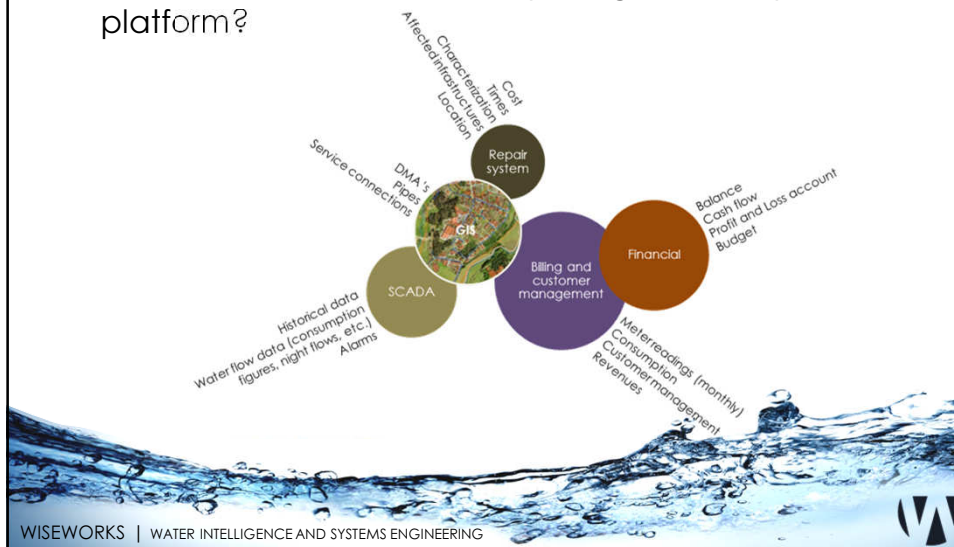 platform?
Cost
Times
Characterization
Affected infrastructures
Location
Repair
system
DMA's
Pipes
Service connections
GIS
SCADA
Historical data
Water flow data (consumption
figures, night flows, etc.)
Alarms
Billing and
customer
management
Financial
Balance
Cash flow
Profit and Loss account
Budget
Meter readings (monthly)
Consumption
Customer management
Revenues
WISEWORKS | WATER INTELLIGENCE AND SYSTEMS ENGINEERING